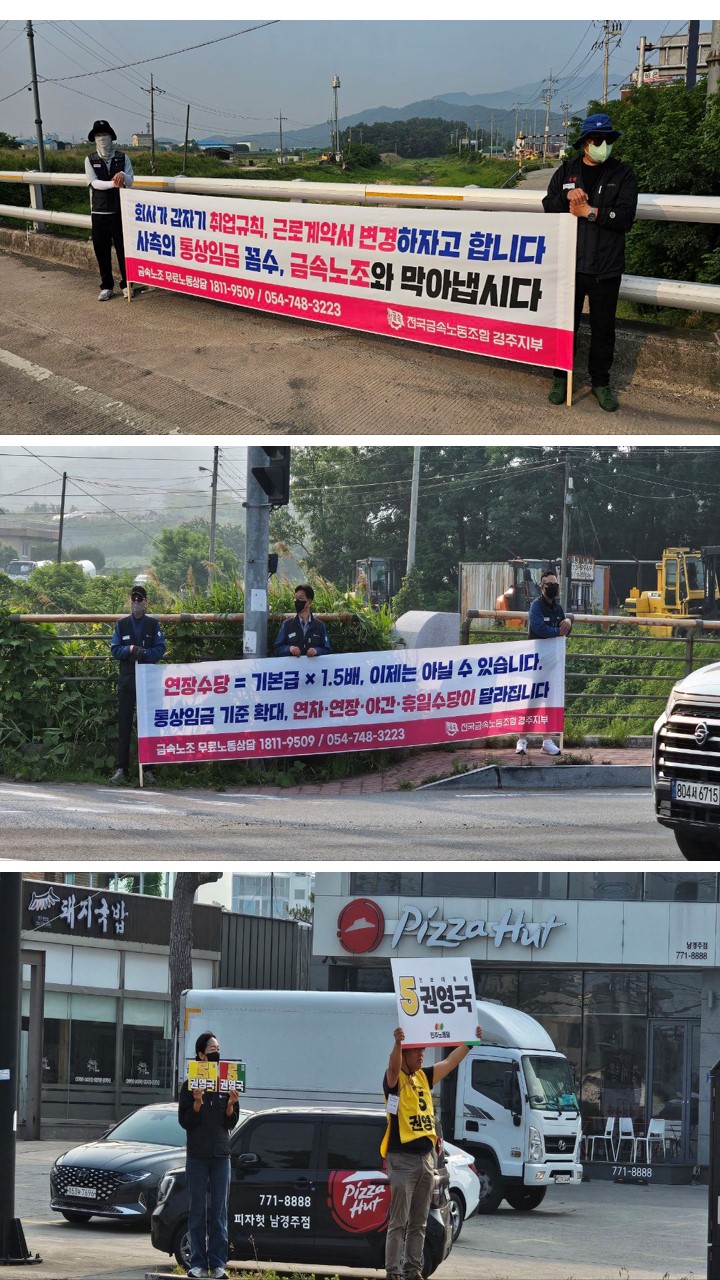 회사가 갑자기 취업규칙, 근로계약서 변경하자고 합니다
사측의 통상임금 꼼수, 금속노조와 막아냅시다
금속노조 무료노동상담 1811-9509 / 054-748-3223
전국금속노동조합 경주지부
연장수당 = 기본급 × 1.5배, 이제는 아닐 수 있습니다.
통상임금 기준 확대, 연차·연장·야간·휴일수당이 달라집니다
금속노조 무료노동상담 1811-9509 / 054-748-3223
전국금속노동조합 경주지부
804서 6715
돼지국밥
Pizza Hut
남경주점
771-8888
5 권영국
민주노동당
권영국
5 권영국
5
권영국
771-8888
피자헛 남경주점
Pizza Hut
771-8888